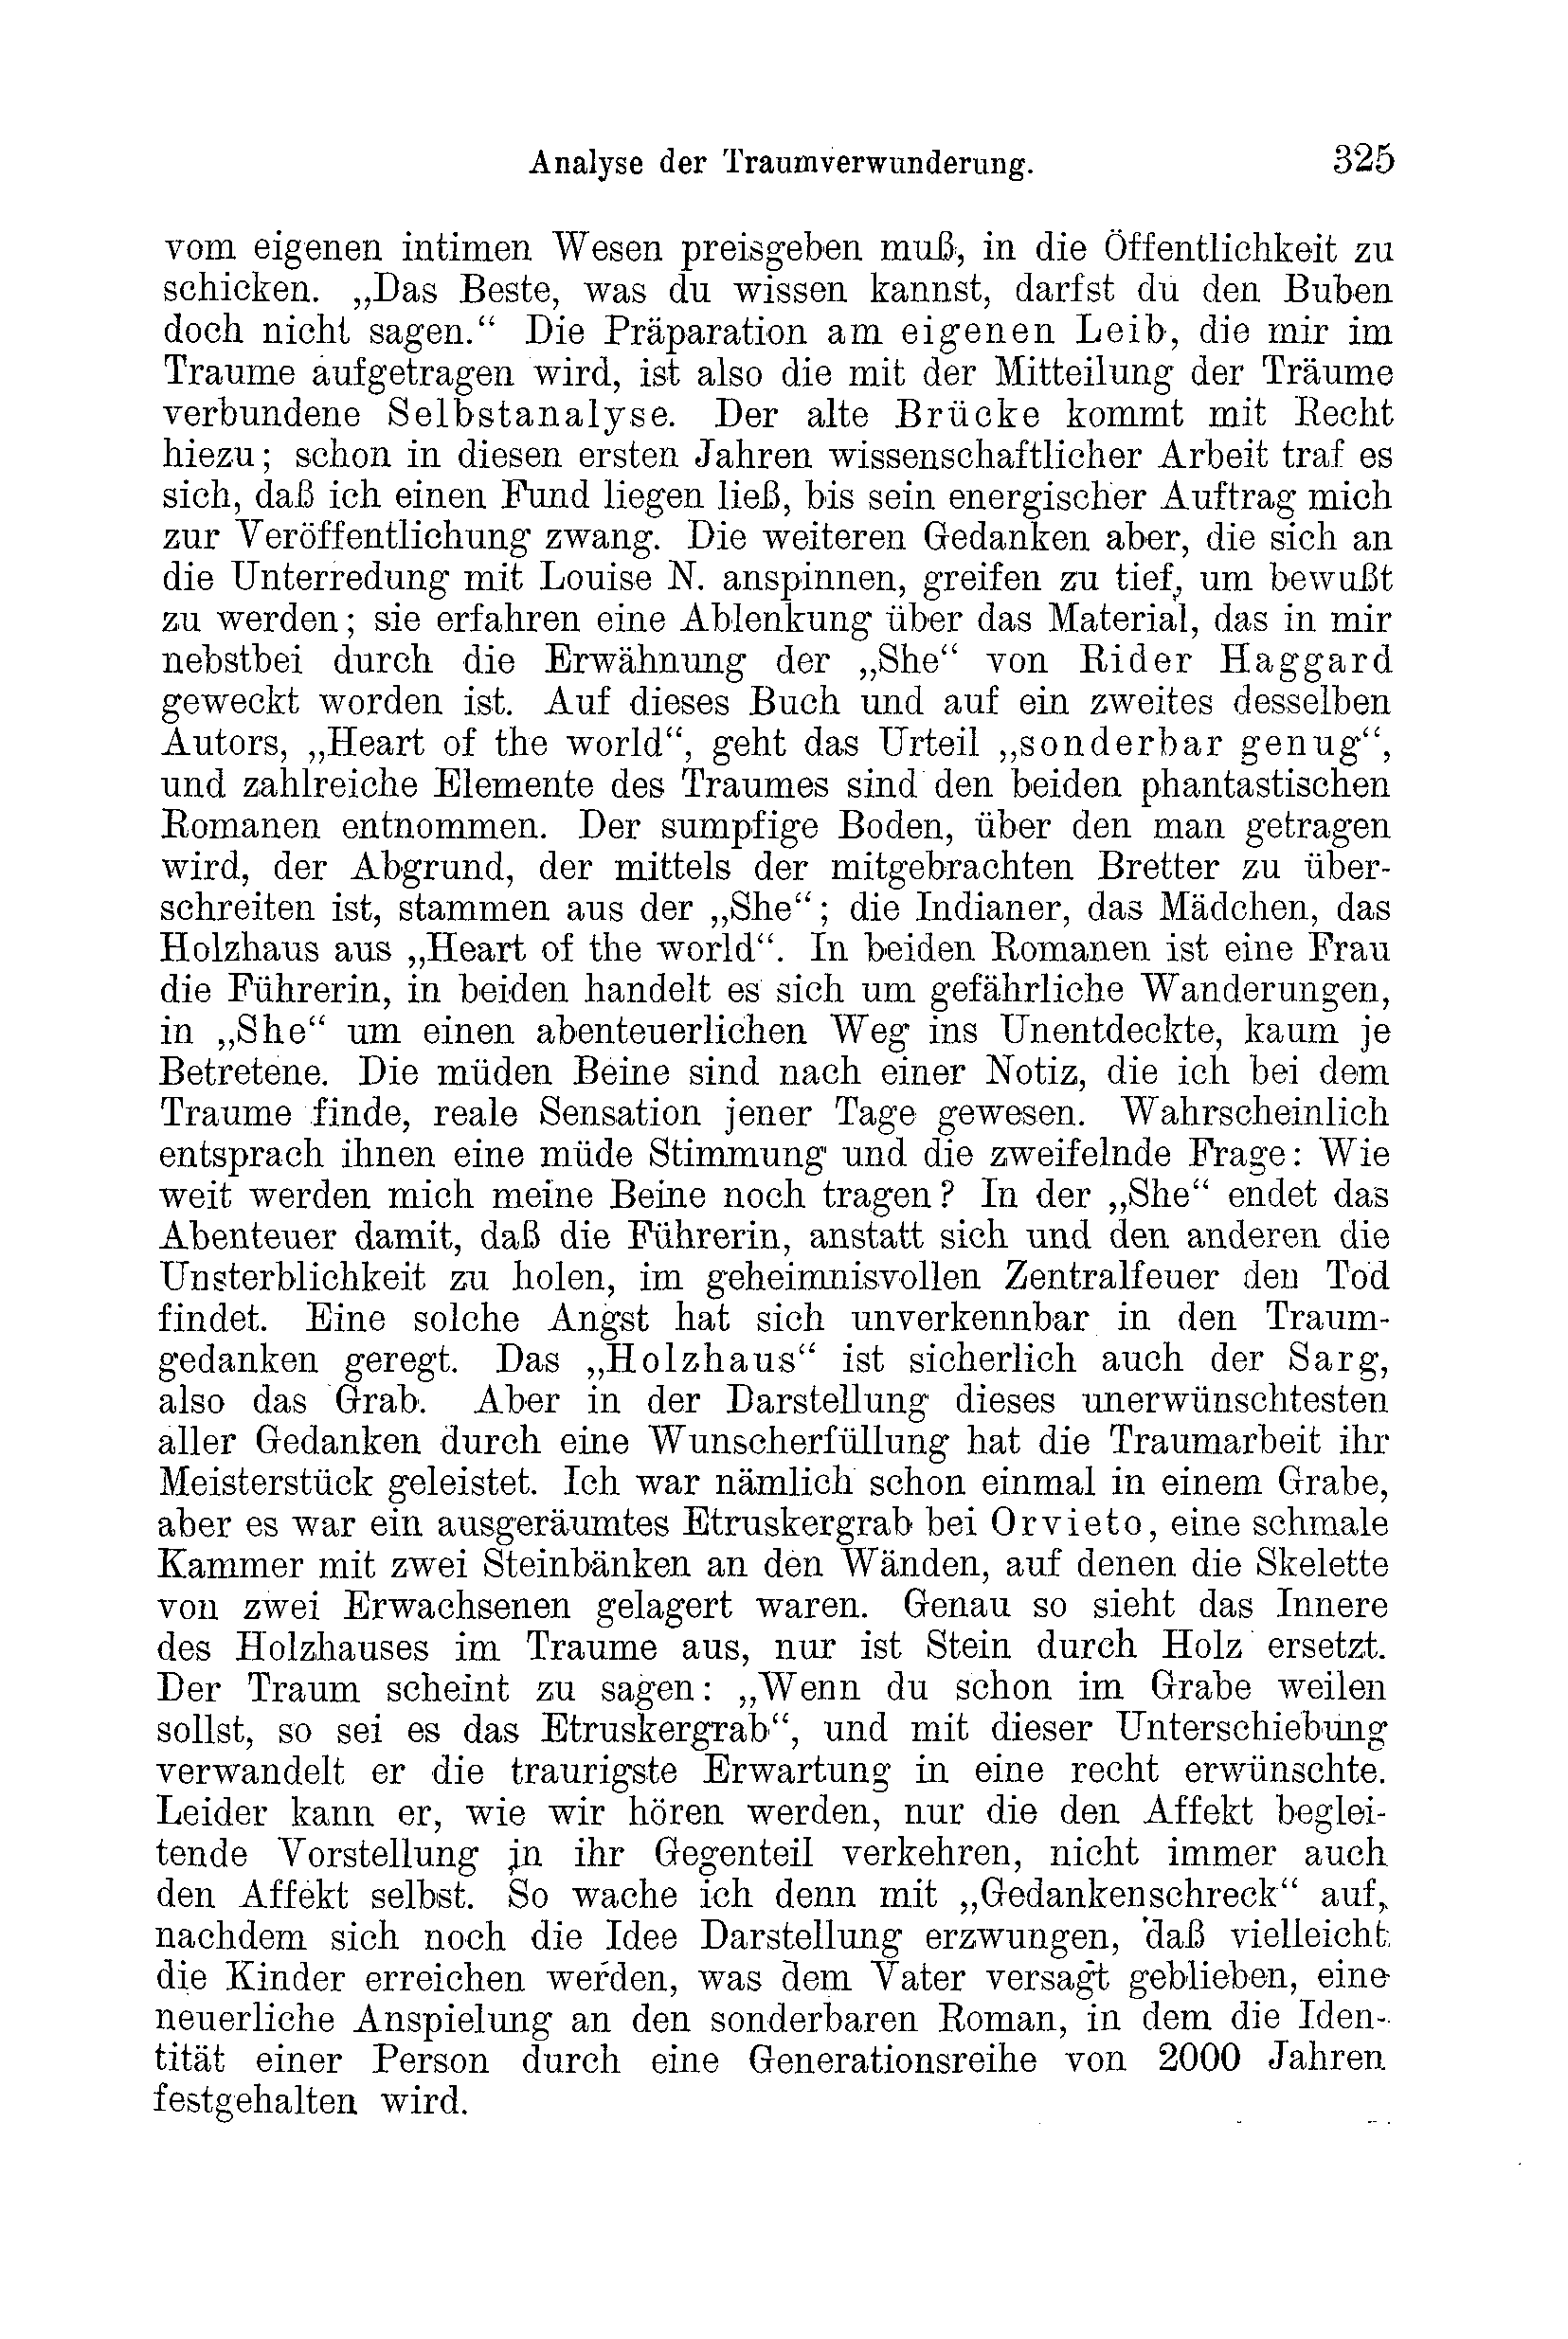 Analyse der Traumverwunderung. 325
vom eigenen intimen Wesen preisgeben muß, in die Öffentlichkeit zu
schicken. „Das Beste, was du wissen kannst, darfst du den Buben
doch nicht sagen.“ Die Präparation am eigenen Leib, die mir im
Traume aufgetragen wird, ist also die mit der Mitteilung der Träume
verbundene Selbstanalyse. Der alte Brücke kommt mit Recht
hiezu; schon in diesen ersten Jahren wissenschaftlicher Arbeit traf es
sich, daß ich einen Fund liegen ließ, bis sein energischer Auftrag mich
zur Veröffentlichung zwang. Die weiteren Gedanken aber, die sich an
die Unterredung mit Louise N. anspinnen, greifen zu tief, um bewußt
zu werden; sie erfahren eine Ablenkung über das Material, das in mir
nebstbei durch die Erwähnung der „She“ von Rider Haggard
geweckt worden ist. Auf dieses Buch und auf ein zweites desselben
Autors, „Heart of the world“, geht das Urteil „sonderbar genug“,
und zahlreiche Elemente des Traumes sind den beiden phantastischen
Romanen entnommen. Der sumpfige Boden, über den man getragen
wird, der Abgrund, der mittels der mitgebrachten Bretter zu über-
schreiten ist, stammen aus der „She“; die Indianer, das Mädchen, das
Holzhaus aus „Heart of the world“. In beiden Romanen ist eine Frau
die Führerin, in beiden handelt es sich um gefährliche Wanderungen,
in „She“ um einen abenteuerlichen Weg ins Unentdeckte, kaum je
Betretene. Die müden Beine sind nach einer Notiz, die ich bei dem
Traume finde, reale Sensation jener Tage gewesen. Wahrscheinlich
entsprach ihnen eine müde Stimmung und die zweifelnde Frage: Wie
weit werden mich meine Beine noch tragen? In der „She“ endet das
Abenteuer damit, daß die Führerin, anstatt sich und den anderen die
Unsterblichkeit zu holen, im geheimnisvollen Zentralfeuer den Tod
findet. Eine solche Angst hat sich unverkennbar in den Traum-
gedanken geregt. Das „Holzhaus“ ist sicherlich auch der Sarg,
also das Grab. Aber in der Darstellung dieses unerwünschtesten
aller Gedanken durch eine Wunscherfüllung hat die Traumarbeit ihr
Meisterstück geleistet. Ich war nämlich schon einmal in einem Grabe,
aber es war ein ausgeräumtes Etruskergrab bei Orvieto, eine schmale
Kammer mit zwei Steinbänken an den Wänden, auf denen die Skelette
von zwei Erwachsenen gelagert waren. Genau so sieht das Innere
des Holzhauses im Traume aus, nur ist Stein durch Holz ersetzt.
Der Traum scheint zu sagen: „Wenn du schon im Grabe weilen
sollst, so sei es das Etruskergrab“, und mit dieser Unterschiebung
verwandelt er die traurigste Erwartung in eine recht erwünschte.
Leider kann er, wie wir hören werden, nur die den Affekt beglei-
tende Vorstellung in ihr Gegenteil verkehren, nicht immer auch
den Affekt selbst. So wache ich denn mit „Gedankenschreck“ auf,
nachdem sich noch die Idee Darstellung erzwungen, daß vielleicht
die Kinder erreichen werden, was dem Vater versagt geblieben, eine
neuerliche Anspielung an den sonderbaren Roman, in dem die Iden-
tität einer Person durch eine Generationsreihe von 2000 Jahren
festgehalten wird.